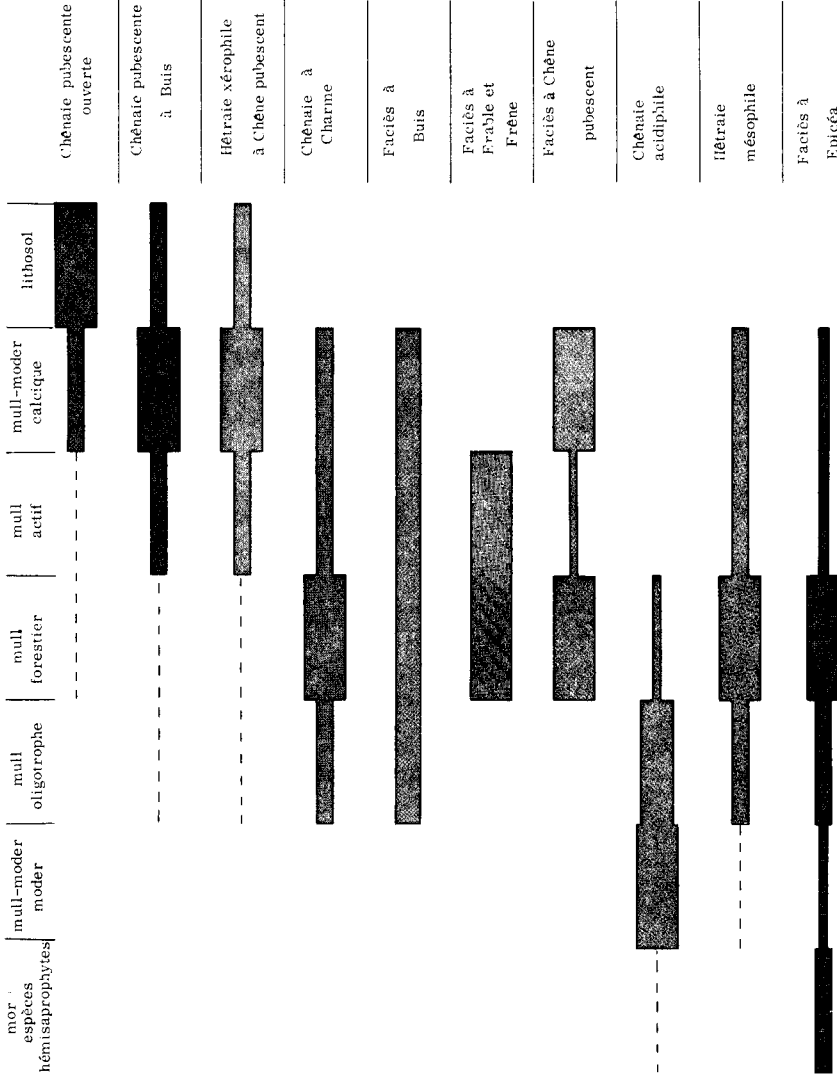 Chênaie pubescente
ouverte
Chênaie pubescente
à Buis
Hêtraie xérophile
à Chêne pubescent
Chênaie à
Charme
Faciès à
Buis
Faciès à
Erable et
Frêne
Faciès à Chêne
pubescent
Chênaie
acidiphile
Hêtraie
mésophile
Faciès à
Epicéa
lithosol
mull-moder
calcique
mull
actif
mull
forestier
mull
oligotrophe
mull-moder
moder
mor
espèces
hémisaprophytes